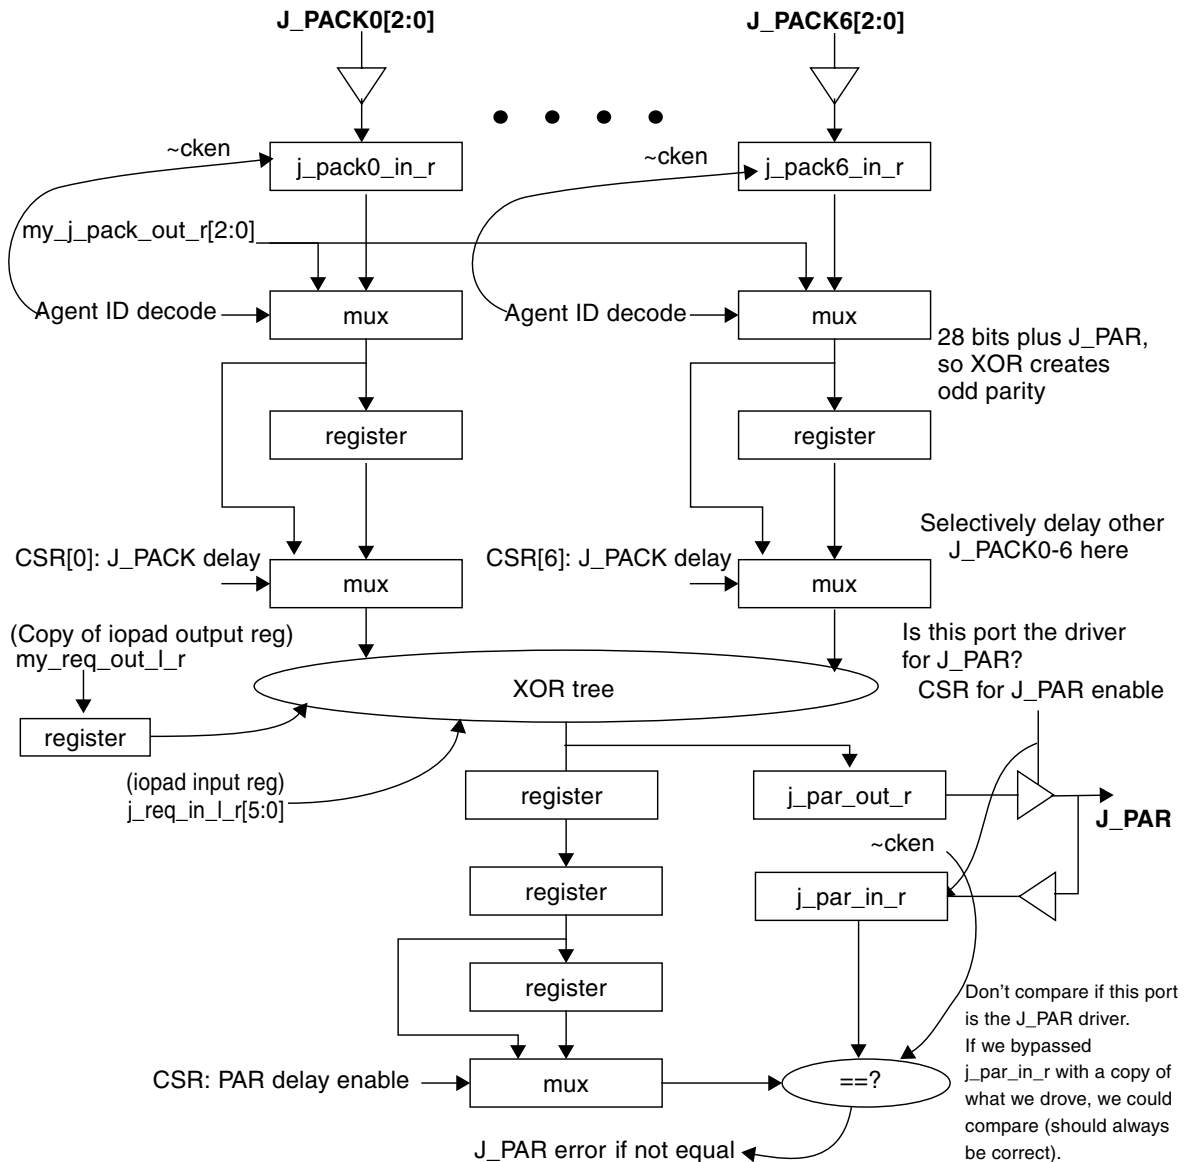 J_PACK0[2:0]
J_PACK6[2:0]
~cken
j_pack0_in_r
~cken
j_pack6_in_r
my_j_pack_out_r[2:0]
Agent ID decode
mux
Agent ID decode
mux
28 bits plus J_PAR,
so XOR creates
odd parity
register
register
Selectively delay other
J_PACK0-6 here
CSR[0]: J_PACK delay
mux
CSR[6]: J_PACK delay
mux
(Copy of iopad output reg)
my_req_out_l_r
Is this port the driver
for J_PAR?
CSR for J_PAR enable
XOR tree
register
(iopad input reg)
j_req_in_l_r[5:0]
register
j_par_out_r
J_PAR
~cken
register
j_par_in_r
register
Don't compare if this port
is the J_PAR driver.
If we bypassed
j_par_in_r with a copy of
what we drove, we could
compare (should always
be correct).
CSR: PAR delay enable
mux
==?
J_PAR error if not equal